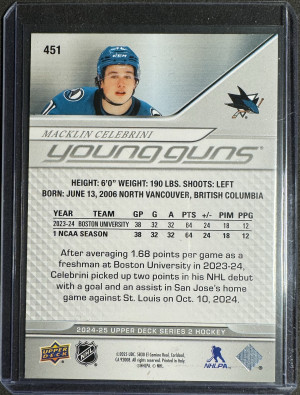 451
MACKLIN CELEBRINI
young guns
HEIGHT: 6'0" WEIGHT: 190 LBS. SHOOTS: LEFT
BORN: JUNE 13, 2006 NORTH VANCOUVER, BRITISH COLUMBIA
YEAR TEAM GP G A PTS +/- PIM PPG
2023-24 BOSTON UNIVERSITY 38 32 32 64 24 18 12
1 NCAA SEASON 38 32 32 64 24 18 12
After averaging 1.68 points per game as a
freshman at Boston University in 2023-24,
Celebrini picked up two points in his NHL debut
with a goal and an assist in San Jose's home
game against St. Louis on Oct. 10, 2024.
2024-25 UPPER DECK SERIES 2 HOCKEY
UPPER DECK
NHL
NHLPA